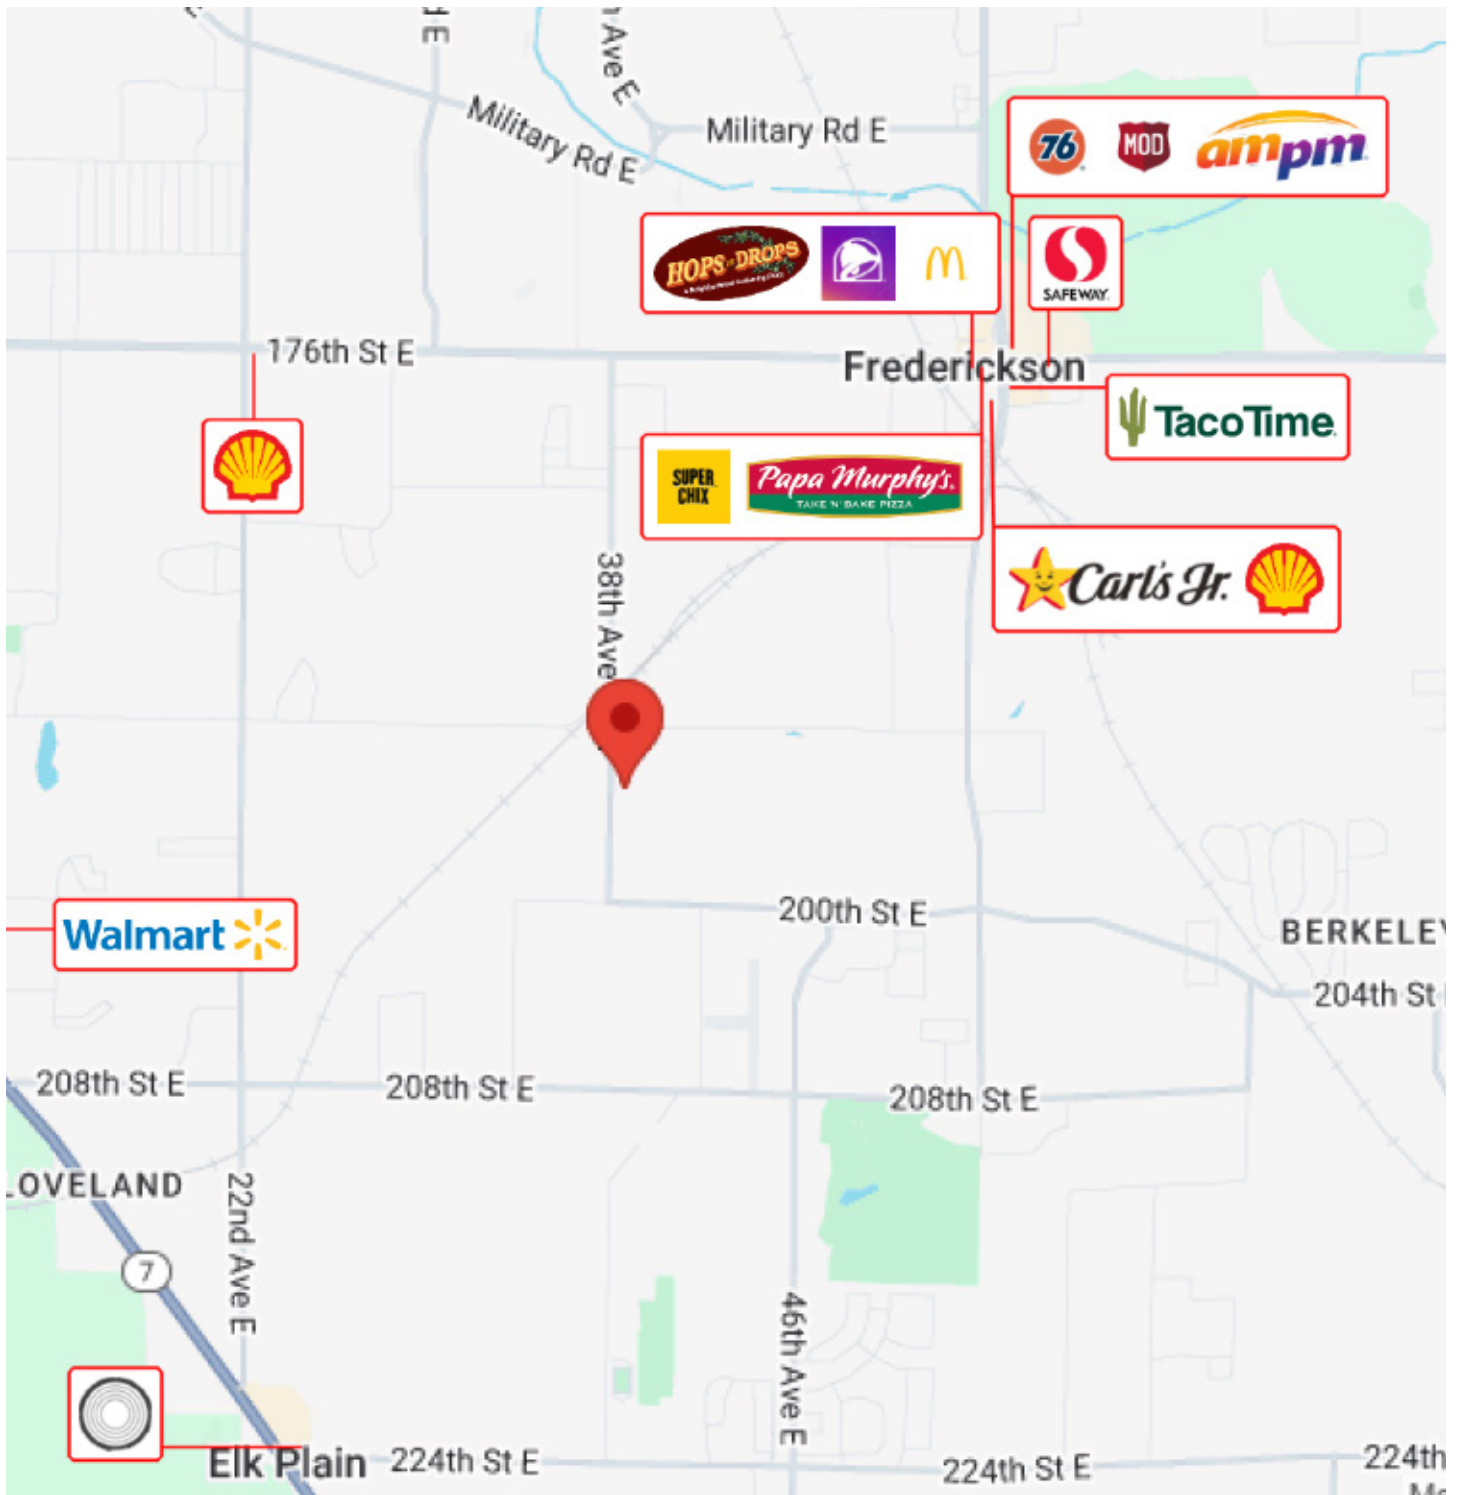 Military Rd E
Military Rd E
76
MOD
ampm
HOPS n DROPS
SAFEWAY.
176th St E
Frederickson
TacoTime
SUPER
CHIX
Papa Murphy's.
TAKE 'N' BAKE PIZZA
38th Ave
Carl's Jr.
Walmart
200th St E
BERKELEY
204th St
208th St E
208th St E
208th St E
LOVELAND
22nd Ave E
7
46th Ave E
Elk Plain
224th St E
224th St E
224th
Ave E
E